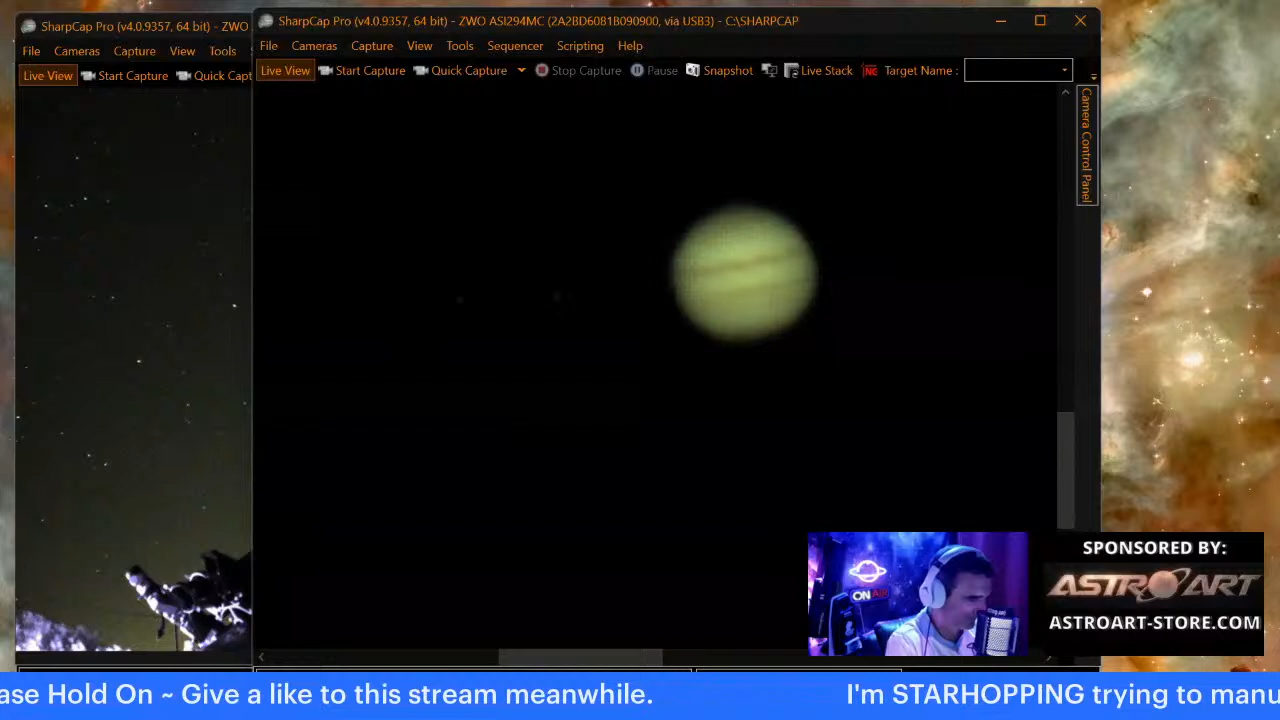 SharpCap Pro (v4.0.9357, 64 bit) - ZWO
File Cameras Capture View Tools
Live View Start Capture Quick Capt
SharpCap Pro (v4.0.9357, 64 bit) - ZWO ASI294MC (2A2BD6081B090900, via USB3) - C:\SHARPCAP
File Cameras Capture View Tools Sequencer Scripting Help
Live View Start Capture Quick Capture Stop Capture Pause Snapshot Live Stack NG Target Name :
Camera Control Panel
ON AIR
SPONSORED BY:
ASTROART
ASTROART-STORE.COM
ase Hold On ~ Give a like to this stream meanwhile. I'm STARHOPPING trying to manu